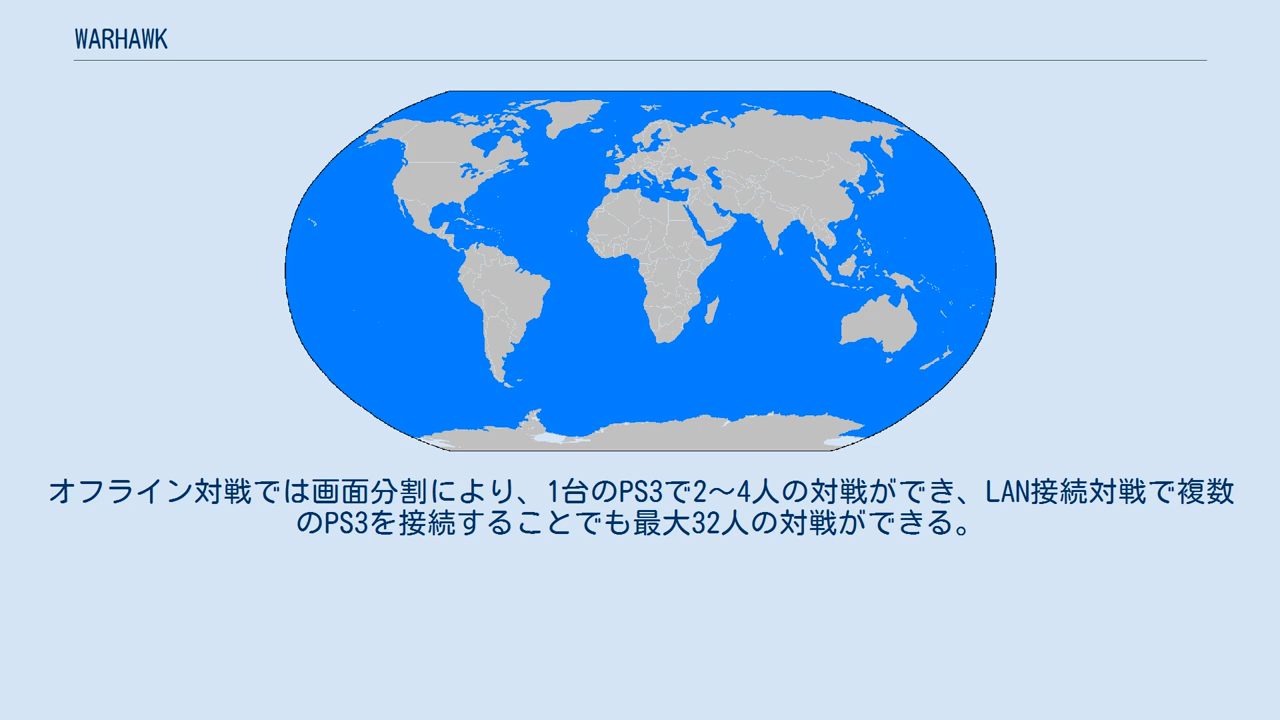 WARHAWK
オフライン対戦では画面分割により、1台のPS3で2～4人の対戦ができ、LAN接続対戦で複数
のPS3を接続することでも最大32人の対戦ができる。